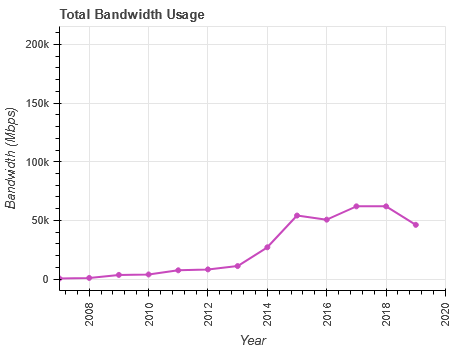 Total Bandwidth Usage
200k
150k
100k
50k
0
Bandwidth (Mbps)
2008
2010
2012
2014
2016
2018
2020
Year